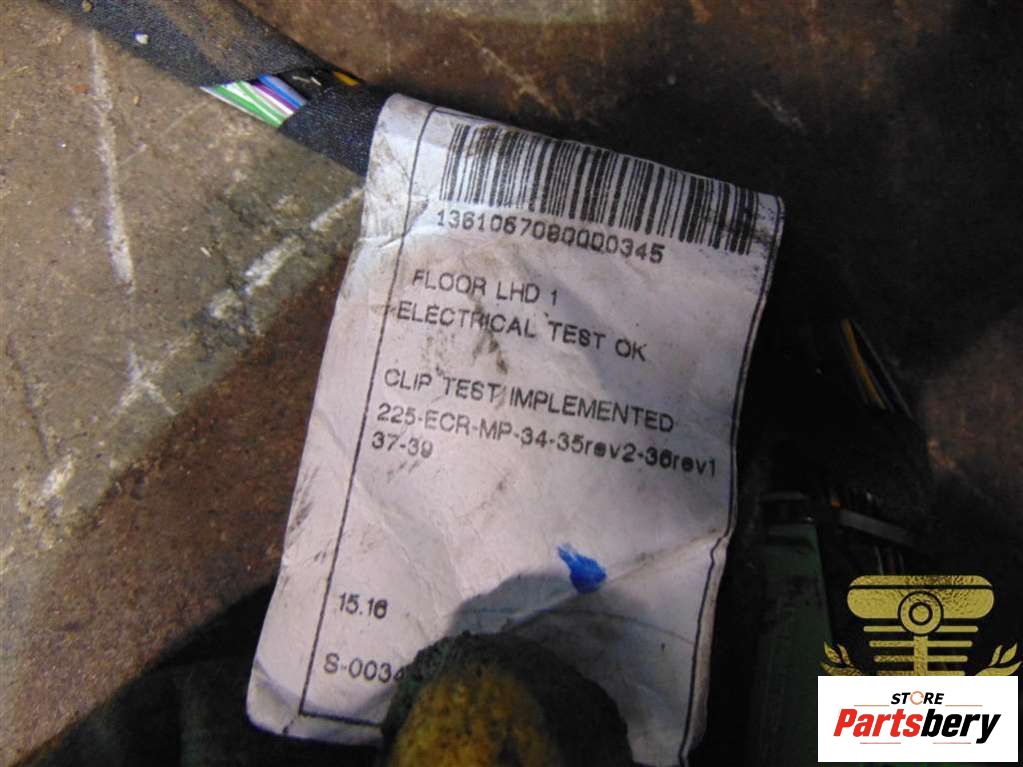 1361067080000345
FLOOR LHD 1
ELECTRICAL TEST OK
CLIP TEST IMPLEMENTED
225-ECR-MP-34-35rev2-36rev1
37-39
15.16
STORE
Partsbery